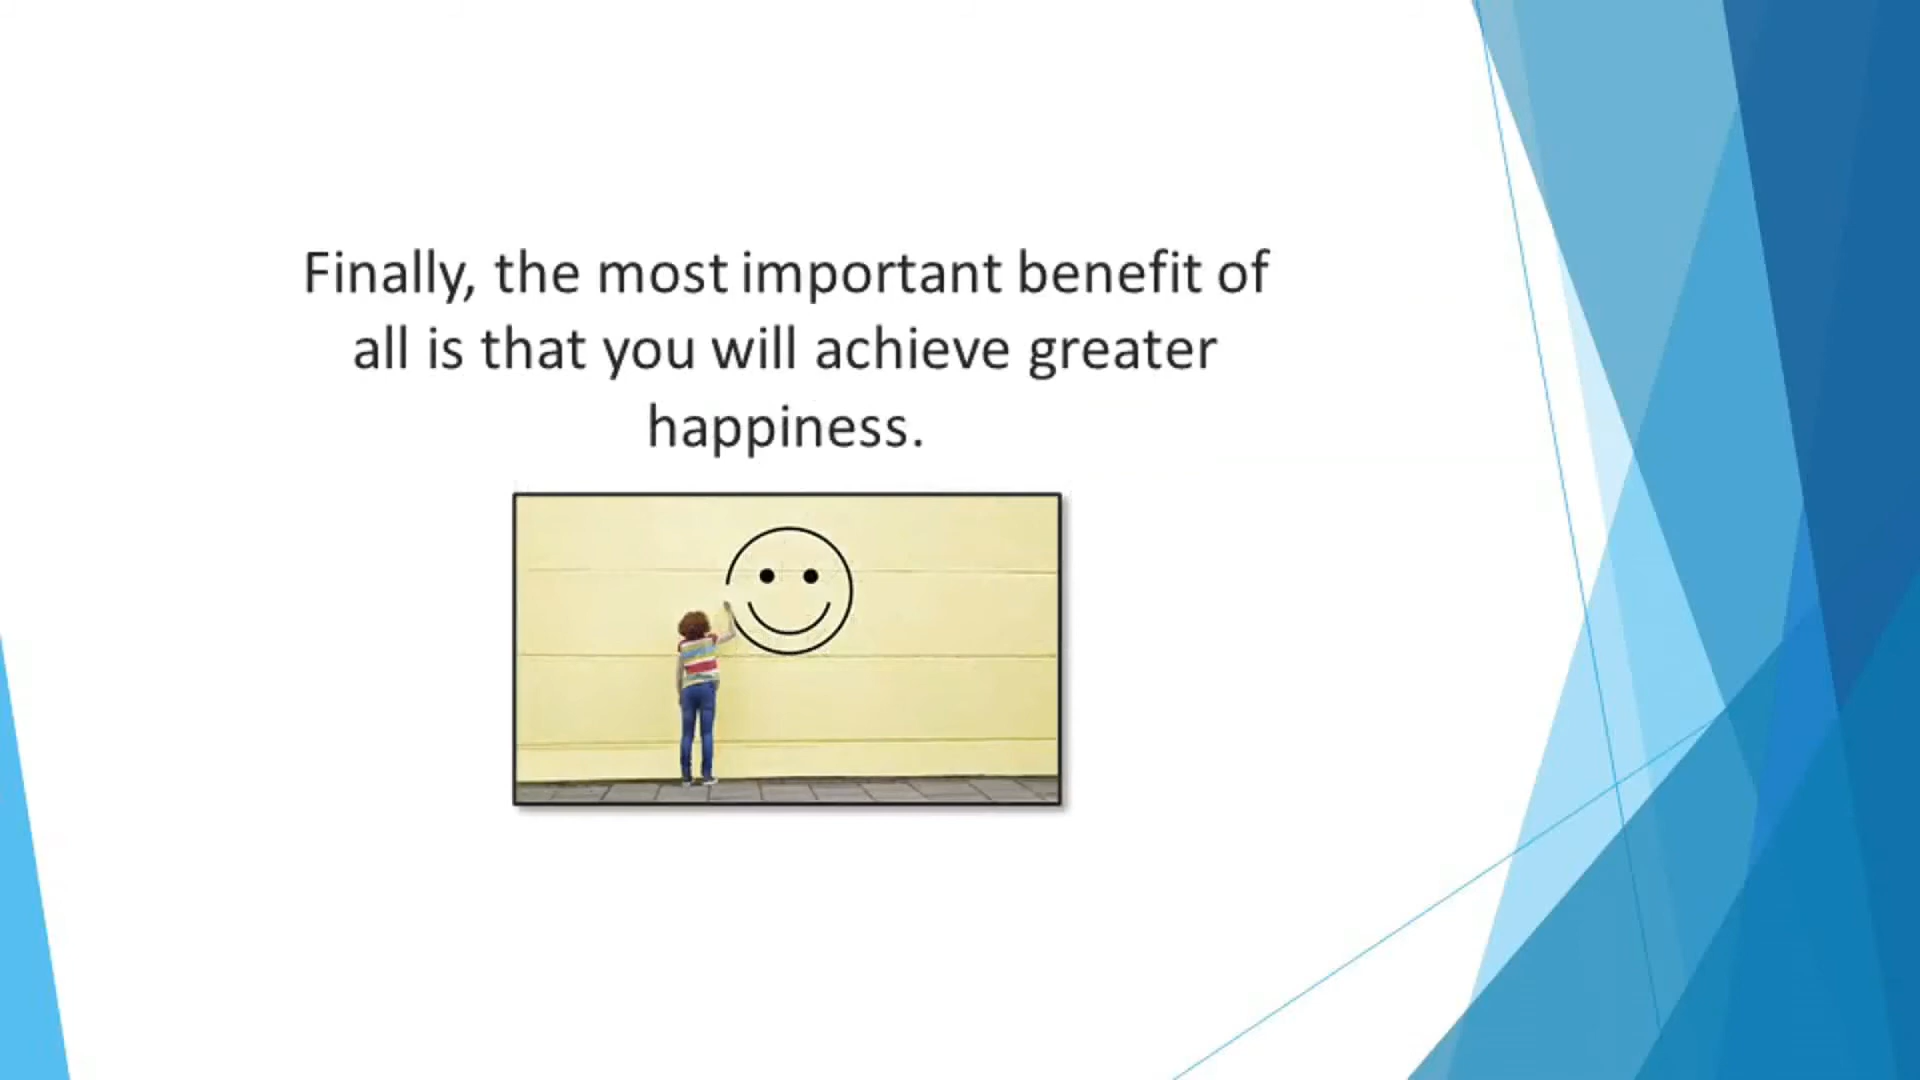 Finally, the most important benefit of
all is that you will achieve greater
happiness.